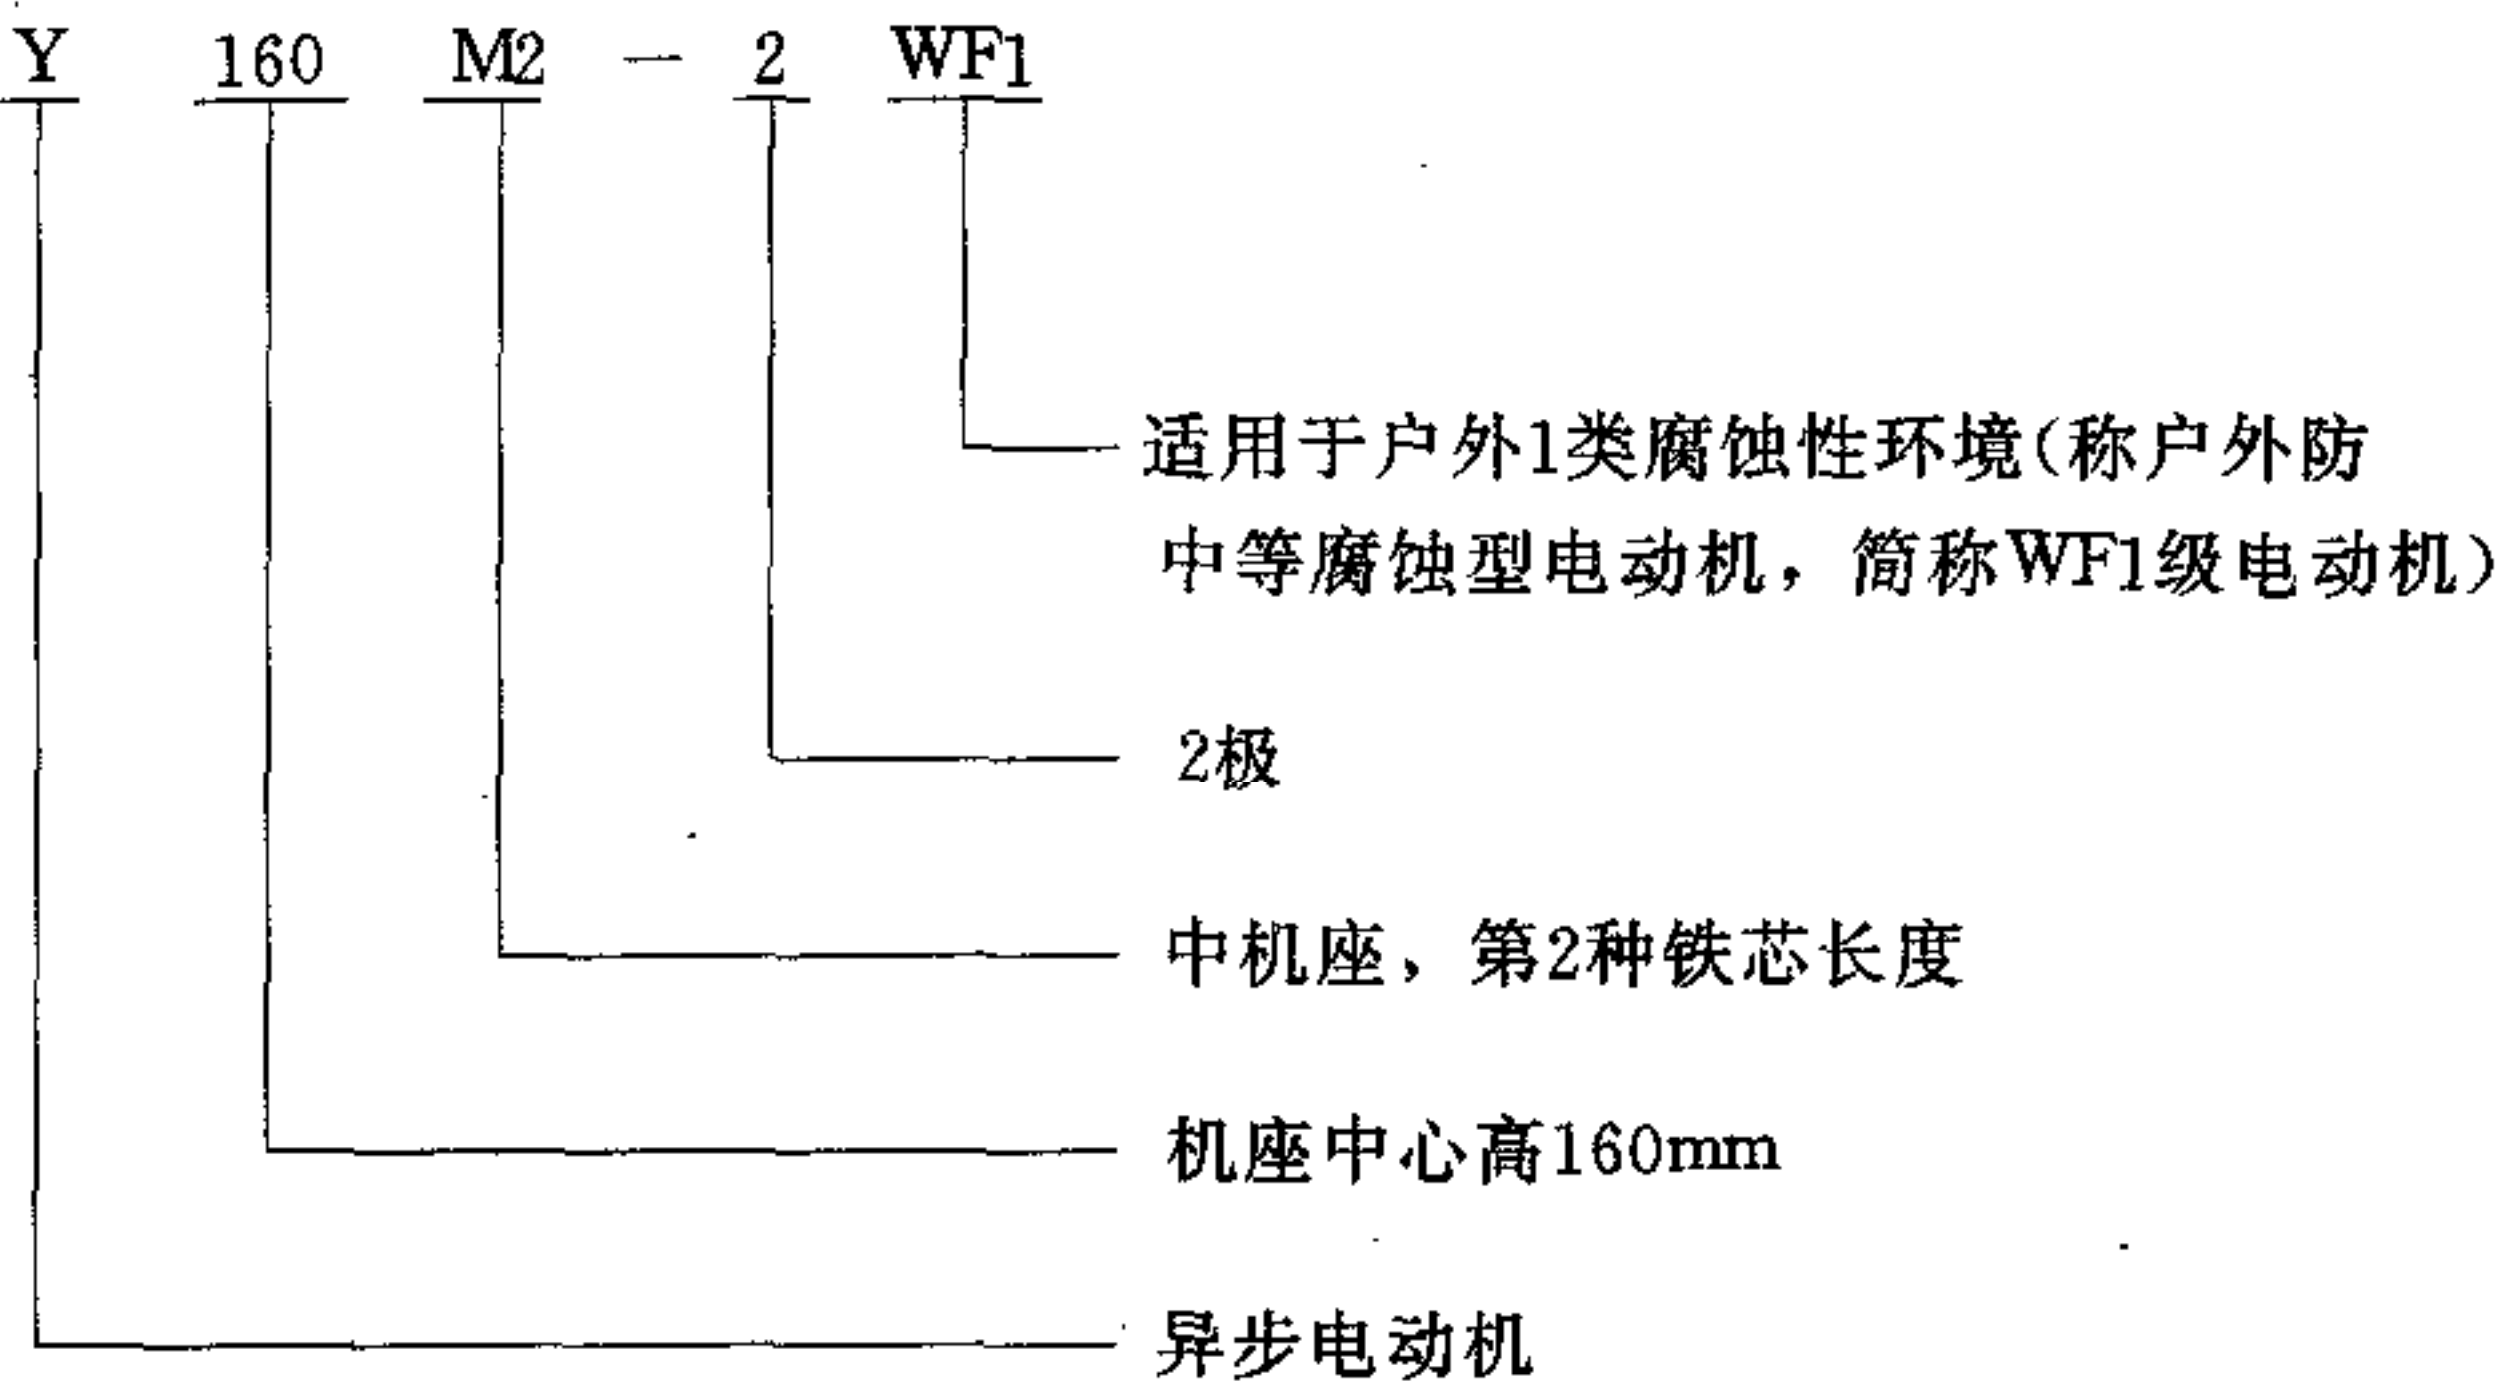 Y 160 M2 — 2 WF1
适用于户外1类腐蚀性环境(称户外防
中等腐蚀型电动机，简称WF1级电动机)
2极
中机座、第2种铁芯长度
机座中心高160mm
异步电动机